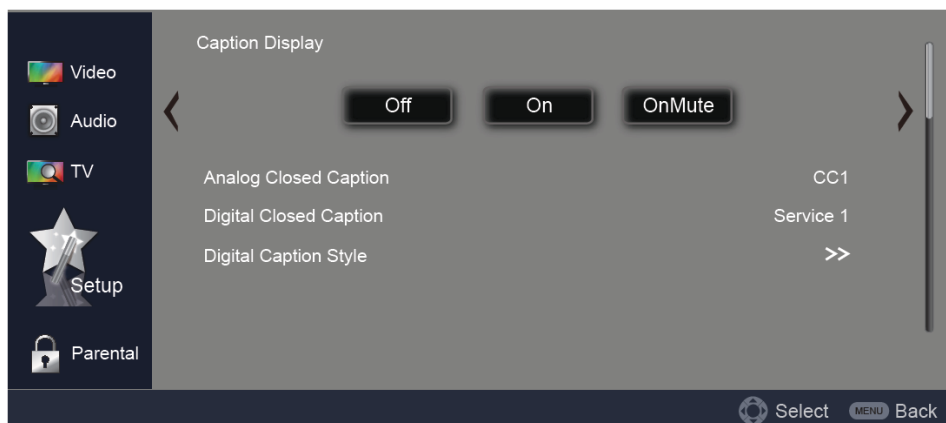 Caption Display
Video
Off On OnMute
Audio
TV
Analog Closed Caption CC1
Digital Closed Caption Service 1
Digital Caption Style >>
Setup
Parental
Select MENU Back